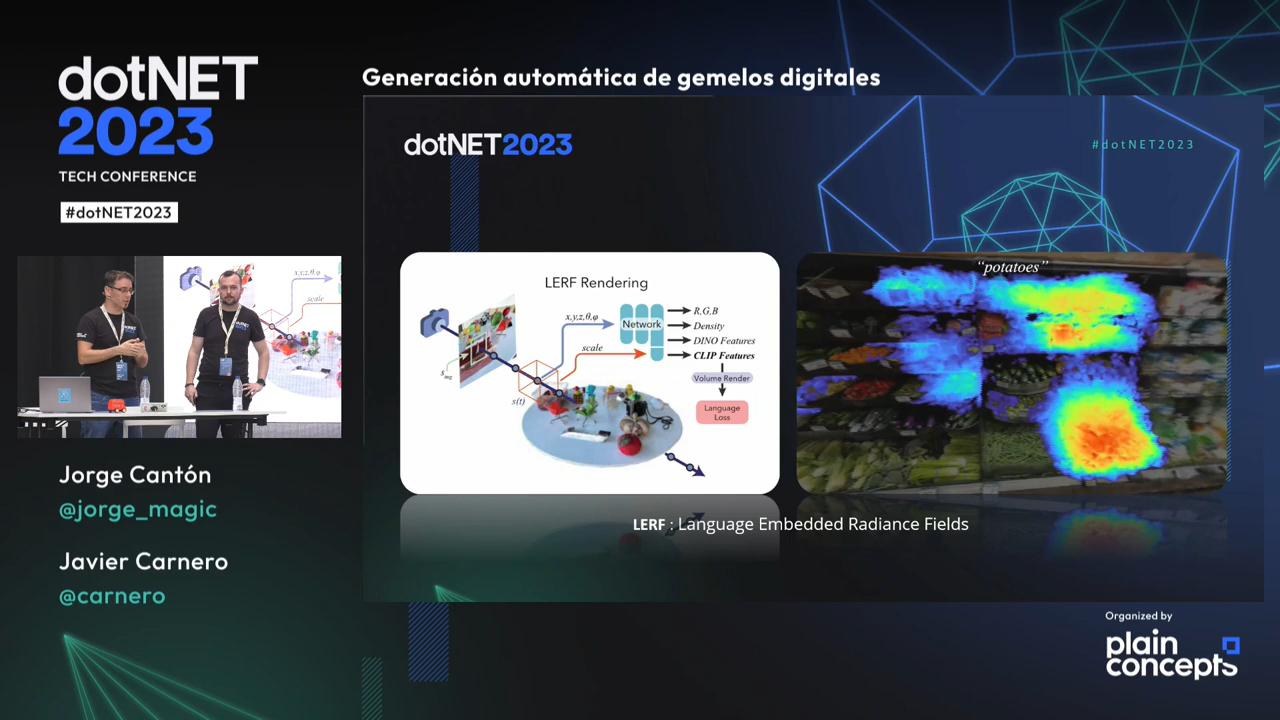 dotNET
2023
TECH CONFERENCE
#dotNET2023
Generación automática de gemelos digitales
dotNET2023
#dotNET2023
LERF Rendering
x,y,z,θ,φ
scale
s(t)
Network
R,G,B
Density
DINO Features
CLIP Features
Volume Render
Language
Loss
“potatoes”
LERF : Language Embedded Radiance Fields
x,y,z,θ,φ
scale
Jorge Cantón
@jorge_magic
Javier Carnero
@carnero
Organized by
plain
concepts